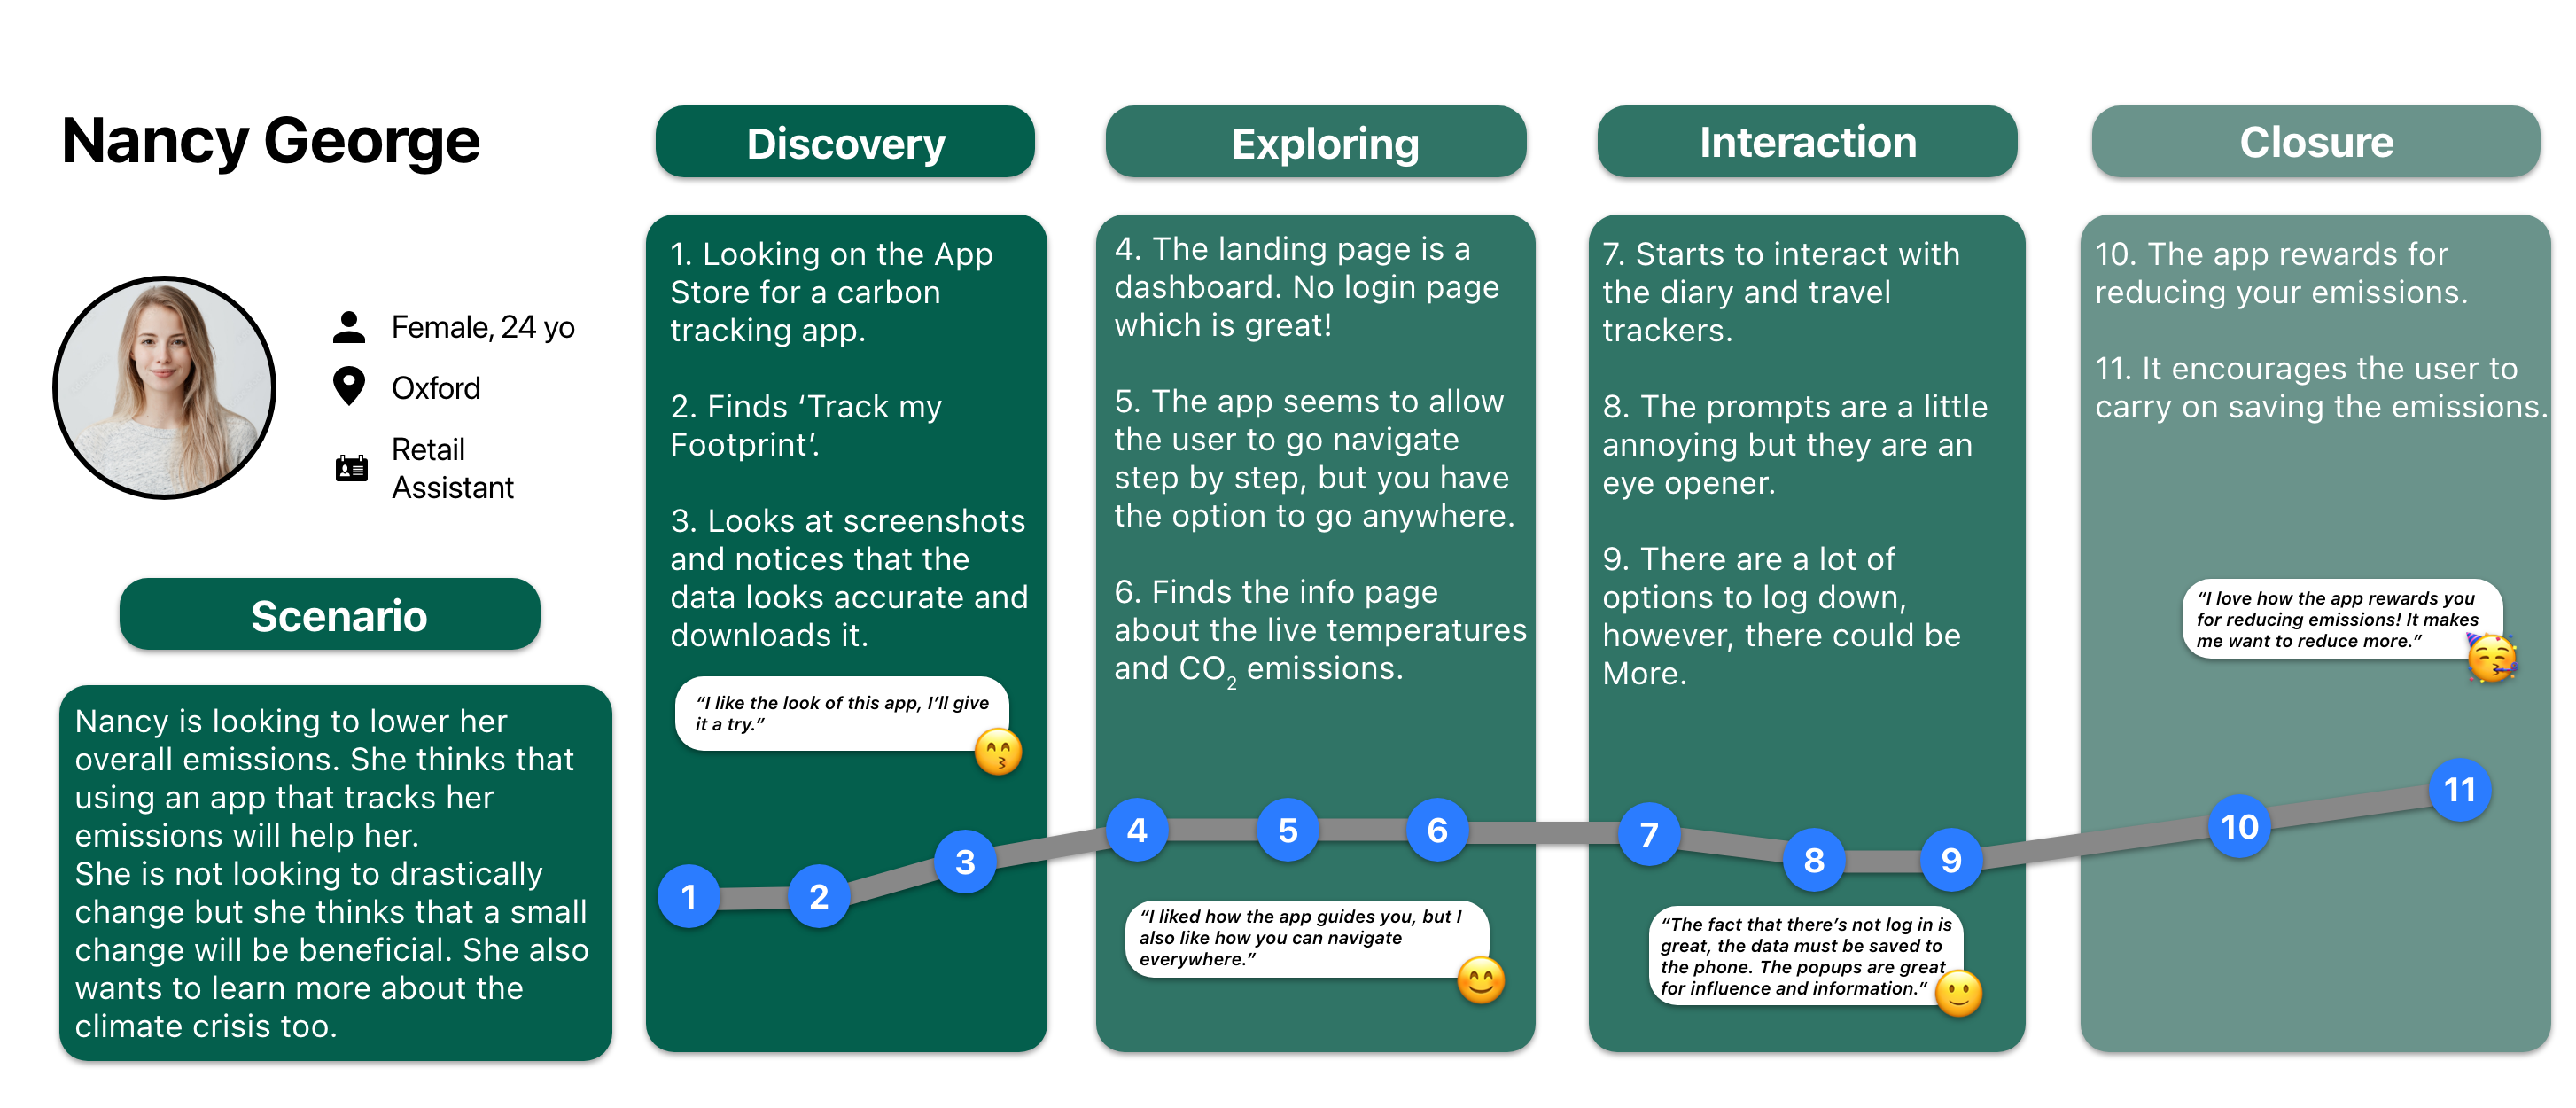 Nancy George
Female, 24 yo
Oxford
Retail
Assistant
Scenario
Nancy is looking to lower her
overall emissions. She thinks that
using an app that tracks her
emissions will help her.
She is not looking to drastically
change but she thinks that a small
change will be beneficial. She also
wants to learn more about the
climate crisis too.
Discovery
1. Looking on the App
Store for a carbon
tracking app.
2. Finds ‘Track my
Footprint’.
3. Looks at screenshots
and notices that the
data looks accurate and
downloads it.
“I like the look of this app, I’ll give
it a try.”
1
2
3
Exploring
4. The landing page is a
dashboard. No login page
which is great!
5. The app seems to allow
the user to go navigate
step by step, but you have
the option to go anywhere.
6. Finds the info page
about the live temperatures
and CO₂ emissions.
4
5
6
“I liked how the app guides you, but I
also like how you can navigate
everywhere.”
Interaction
7. Starts to interact with
the diary and travel
trackers.
8. The prompts are a little
annoying but they are an
eye opener.
9. There are a lot of
options to log down,
however, there could be
More.
7
8
9
“The fact that there’s not log in is
great, the data must be saved to
the phone. The popups are great
for influence and information.”
Closure
10. The app rewards for
reducing your emissions.
11. It encourages the user to
carry on saving the emissions.
“I love how the app rewards you
for reducing emissions! It makes
me want to reduce more.”
10
11